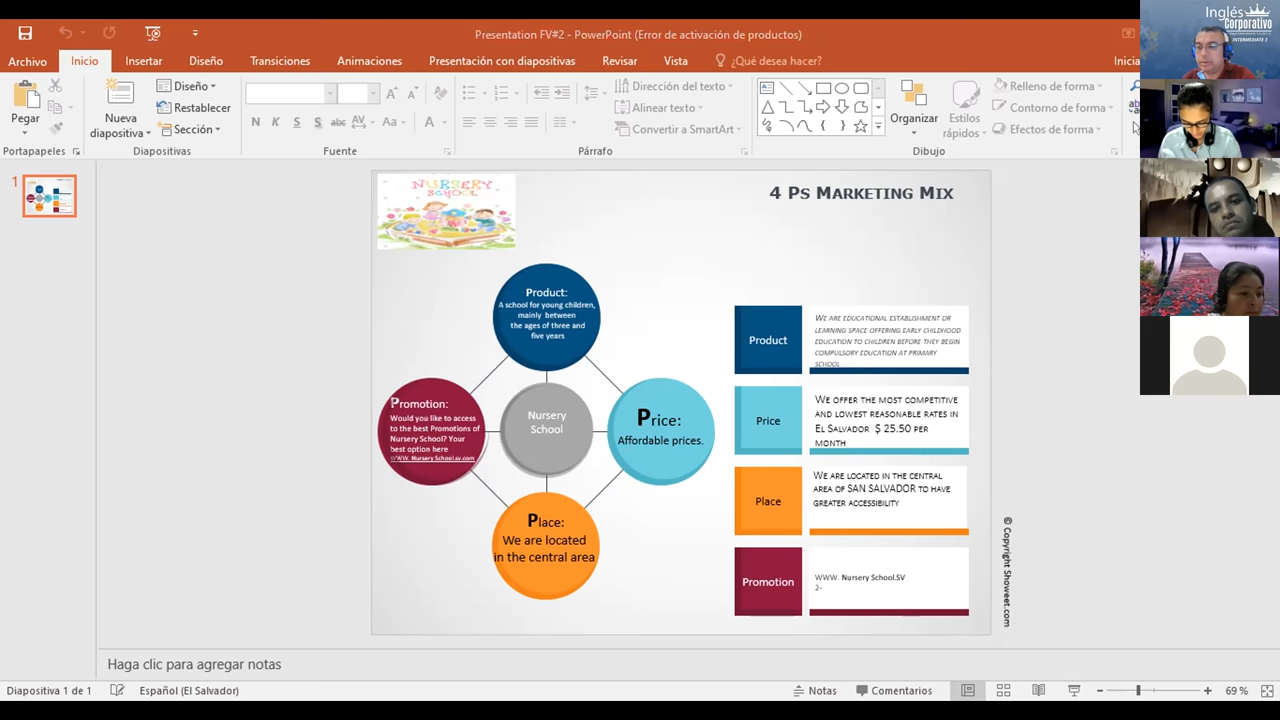 Presentation FV#2 - PowerPoint (Error de activación de productos)
Inglés
Corporativo
INTERMEDIATE 5
Archivo Inicio Insertar Diseño Transiciones Animaciones Presentación con diapositivas Revisar Vista ¿Qué desea hacer? Inicia
Pegar
Portapapeles
Nueva
diapositiva
Diseño
Restablecer
Sección
Diapositivas
N K S S abc AV Aa A
Fuente
Párrafo
Dirección del texto
Alinear texto
Convertir a SmartArt
Organizar
Estilos
rápidos
Relleno de forma
Contorno de forma
Efectos de forma
Dibujo
1
NURSERY
SCHOOL
4 Ps Marketing Mix
Product:
A school for young children,
mainly between
the ages of three and
five years
Promotion:
Would you like to access
to the best Promotions of
Nursery School? Your
best option here
WWW. Nursery School.sv.com
Nursery
School
Price:
Affordable prices.
Place:
We are located
in the central area
Product
We are educational establishment or
learning space offering early childhood
education to children before they begin
compulsory education at primary
school
Price
We offer the most competitive
and lowest reasonable rates in
El Salvador $ 25.50 per
month
Place
We are located in the central
area of SAN SALVADOR to have
greater accessibility
Promotion
WWW. Nursery School.SV
2-
© Copyright Showeet.com
Haga clic para agregar notas
Diapositiva 1 de 1 Español (El Salvador) Notas Comentarios 69 %